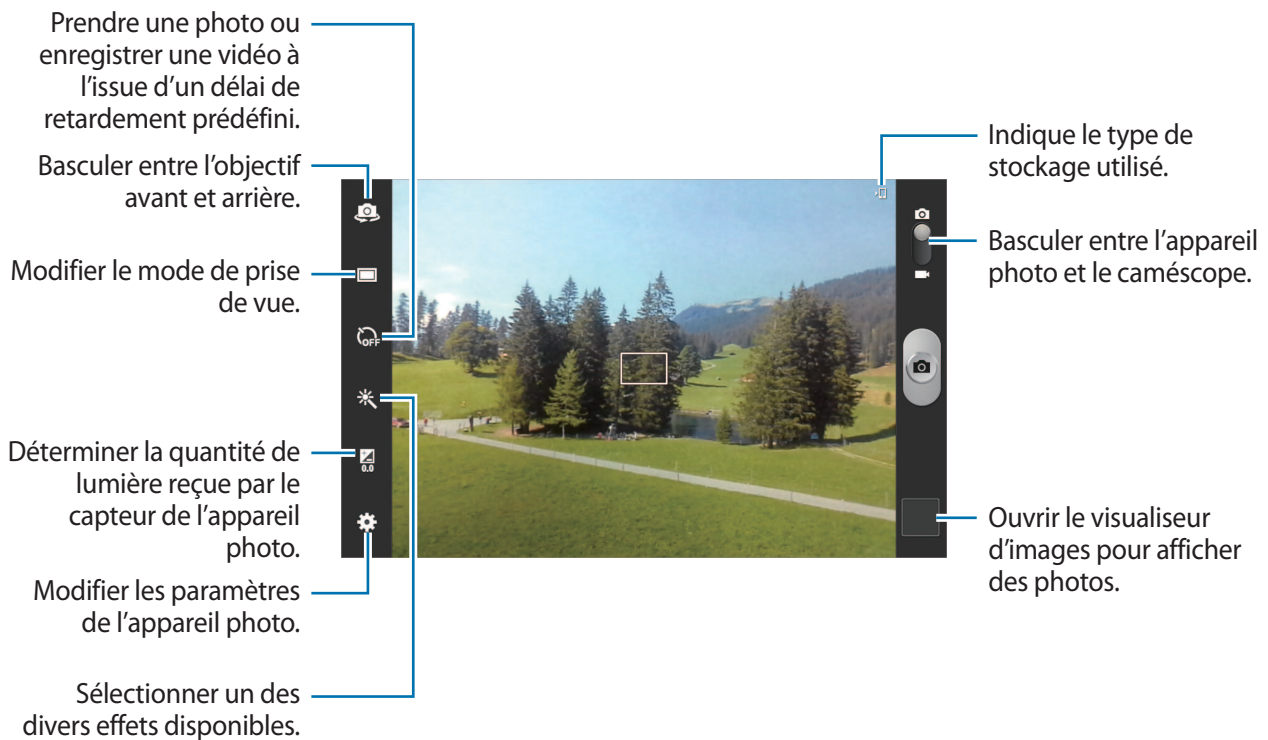 Prendre une photo ou
enregistrer une vidéo à
l’issue d’un délai de
retardement prédéfini.
Basculer entre l’objectif
avant et arrière.
Modifier le mode de prise
de vue.
Déterminer la quantité de
lumière reçue par le
capteur de l’appareil
photo.
Modifier les paramètres
de l’appareil photo.
Sélectionner un des
divers effets disponibles.
OFF
0.0
Indique le type de
stockage utilisé.
Basculer entre l’appareil
photo et le caméscope.
Ouvrir le visualiseur
d’images pour afficher
des photos.